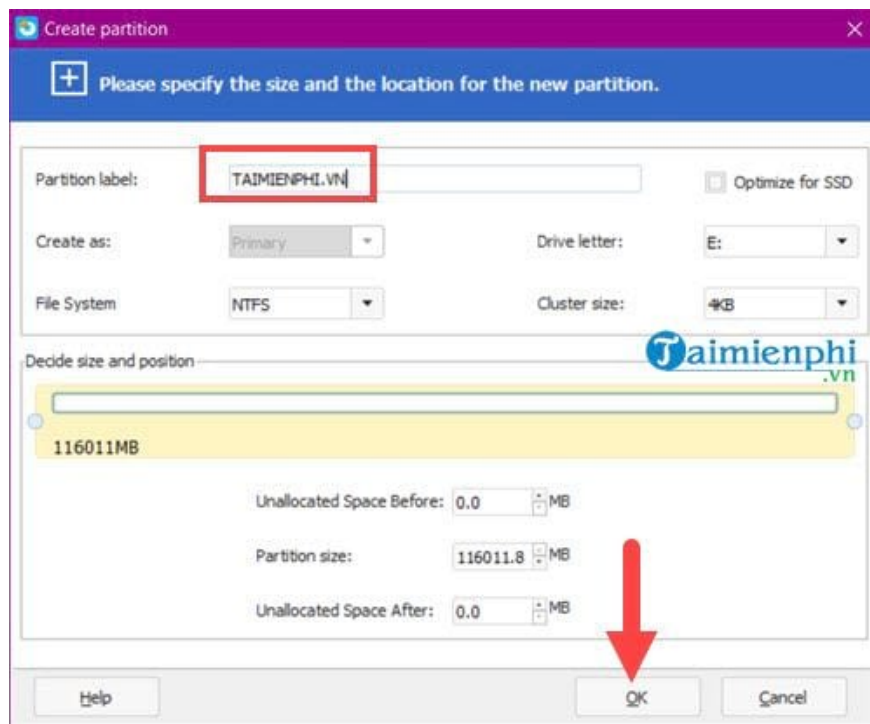 Create partition
Please specify the size and the location for the new partition.
Partition label: TAIMIENPHI.VN Optimize for SSD
Create as: Primary Drive letter: E:
File System NTFS Cluster size: 4KB
Taimienphi
.vn
Decide size and position
116011MB
Unallocated Space Before: 0.0 MB
Partition size: 116011.8 MB
Unallocated Space After: 0.0 MB
Help OK Cancel